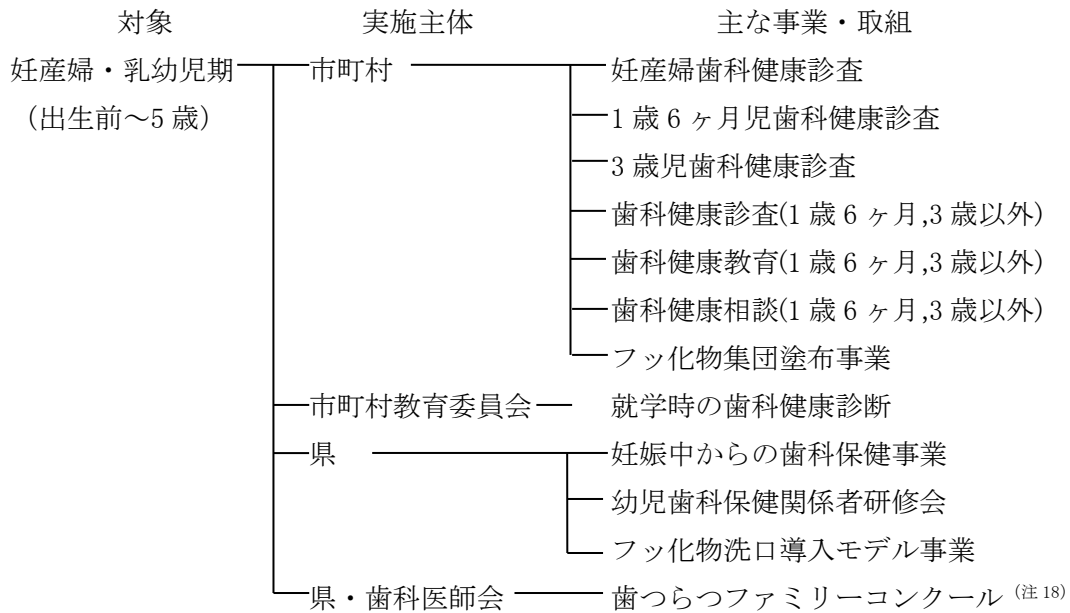 対象 実施主体 主な事業・取組
妊産婦・乳幼児期 市町村 妊産婦歯科健康診査
（出生前～5 歳） 1 歳 6 ヶ月児歯科健康診査
3 歳児歯科健康診査
歯科健康診査(1 歳 6 ヶ月,3 歳以外)
歯科健康教育(1 歳 6 ヶ月,3 歳以外)
歯科健康相談(1 歳 6 ヶ月,3 歳以外)
フッ化物集団塗布事業
市町村教育委員会 就学時の歯科健康診断
県 妊娠中からの歯科保健事業
幼児歯科保健関係者研修会
フッ化物洗口導入モデル事業
県・歯科医師会 歯つらつファミリーコンクール (注 18)